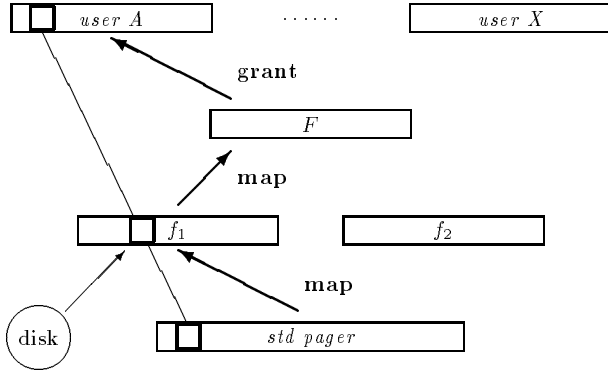 user A ...... user X
grant
F
map
f1 f2
map
disk std pager